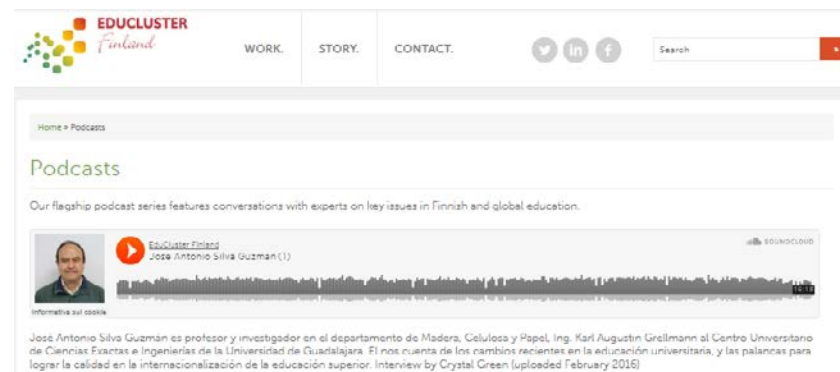 EDUCLUSTER
Finland
WORK. STORY. CONTACT.
Search
Home » Podcasts
Podcasts
Our flagship podcast series features conversations with experts on key issues in Finnish and global education.
EduCluster Finland
José Antonio Silva Guzmán (1)
SOUNDCLOUD
16:18
Informativa sui cookie
José Antonio Silva Guzmán es profesor y investigador en el departamento de Madera, Celulosa y Papel, Ing. Karl Augustin Grellmann al Centro Universitario
de Ciencias Exactas e Ingenierías de la Universidad de Guadalajara. El nos cuenta de los cambios recientes en la educación universitaria, y las palancas para
lograr la calidad en la internacionalización de la educación superior. Interview by Crystal Green (uploaded February 2016)